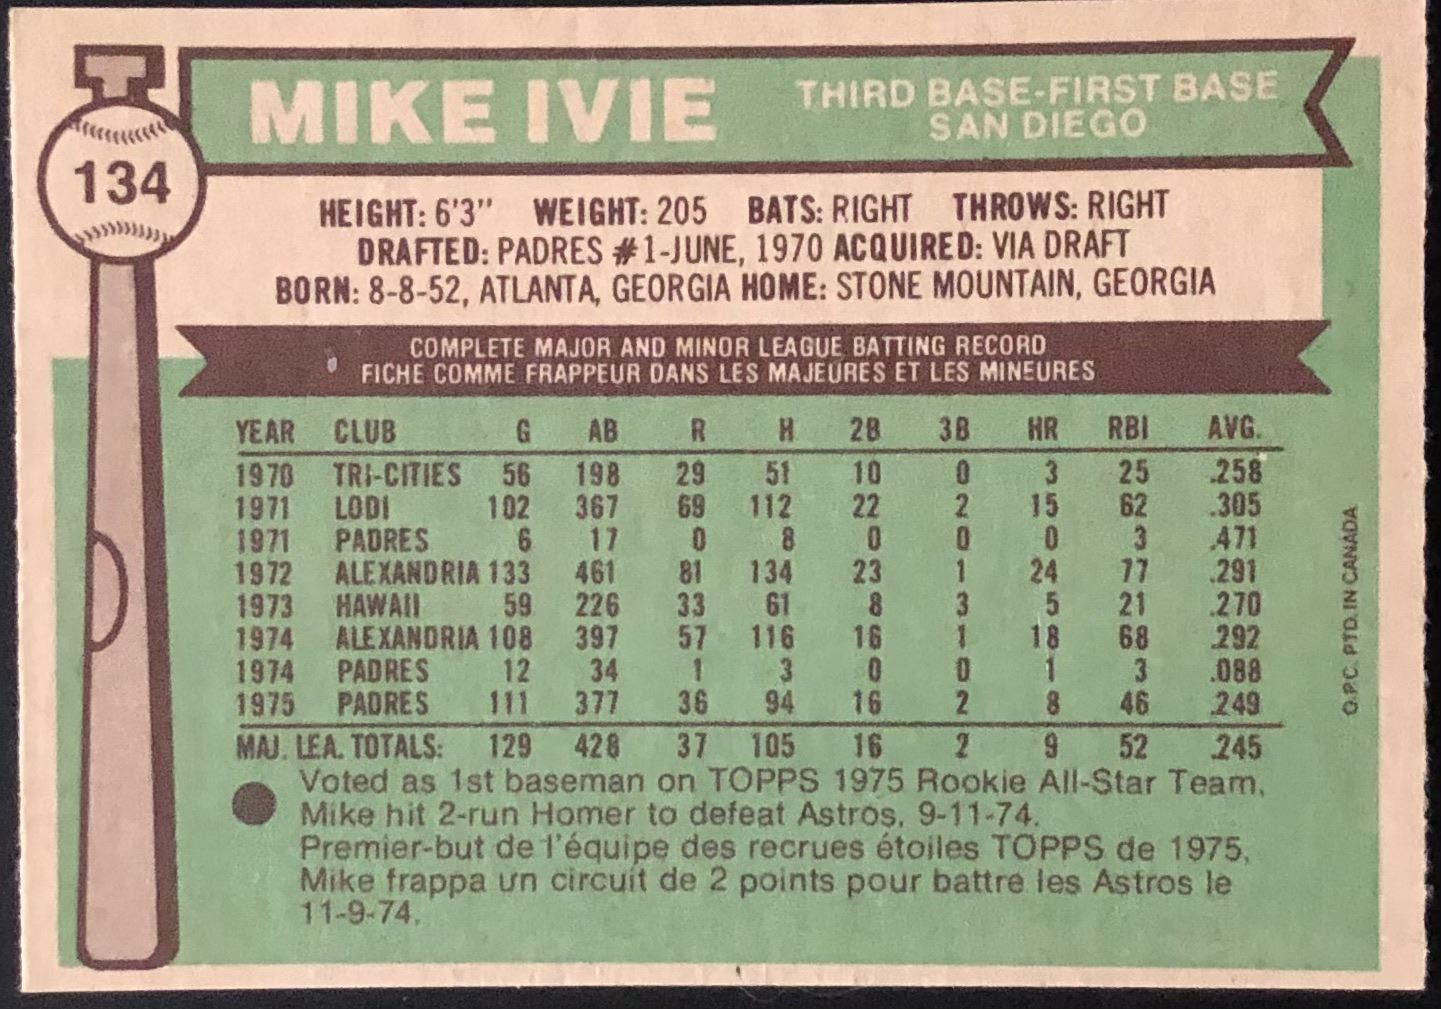 134
MIKE IVIE
THIRD BASE-FIRST BASE
SAN DIEGO
HEIGHT: 6'3" WEIGHT: 205 BATS: RIGHT THROWS: RIGHT
DRAFTED: PADRES #1-JUNE, 1970 ACQUIRED: VIA DRAFT
BORN: 8-8-52, ATLANTA, GEORGIA HOME: STONE MOUNTAIN, GEORGIA
COMPLETE MAJOR AND MINOR LEAGUE BATTING RECORD
FICHE COMME FRAPPEUR DANS LES MAJEURES ET LES MINEURES
YEAR CLUB G AB R H 2B 3B HR RBI AVG.
1970 TRI-CITIES 56 198 29 51 10 0 3 25 .258
1971 LODI 102 367 69 112 22 2 15 62 .305
1971 PADRES 6 17 0 8 0 0 0 3 .471
1972 ALEXANDRIA 133 461 81 134 23 1 24 77 .291
1973 HAWAII 59 226 33 61 8 3 5 21 .270
1974 ALEXANDRIA 108 397 57 116 16 1 18 68 .292
1974 PADRES 12 34 1 3 0 0 1 3 .088
1975 PADRES 111 377 36 94 16 2 8 46 .249
MAJ. LEA. TOTALS: 129 428 37 105 16 2 9 52 .245
Voted as 1st baseman on TOPPS 1975 Rookie All-Star Team,
Mike hit 2-run Homer to defeat Astros, 9-11-74.
Premier-but de l'équipe des recrues étoiles TOPPS de 1975,
Mike frappa un circuit de 2 points pour battre les Astros le
11-9-74.
O.P.C. PTD. IN CANADA